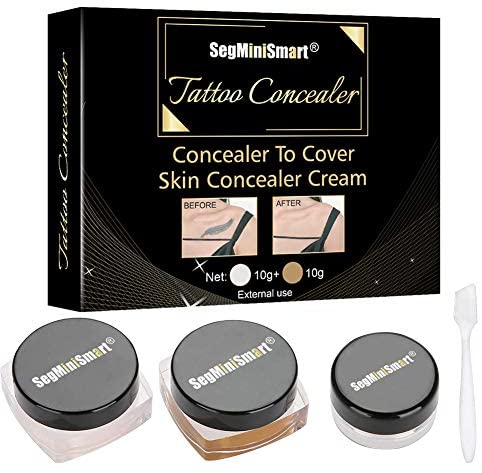 SegMiniSmart®
Tattoo Concealer
Concealer To Cover
Skin Concealer Cream
BEFORE
AFTER
Net: 10g+ 10g
External use
Tattoo Concealer
SegMiniSmart®
SegMiniSmart®
SegMiniSmart®